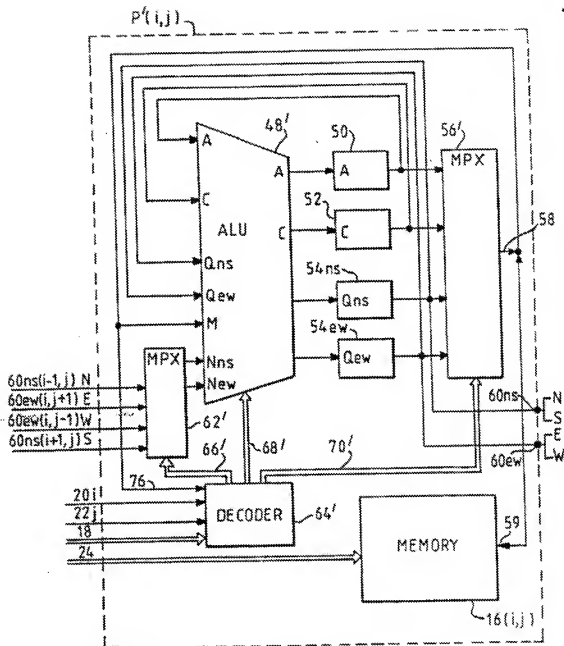 P'(i,j)
48'
50
56'
A
A
A
MPX
52
C
C
C
58
ALU
54ns
Qns
Qns
Qew
54ew
M
Qew
MPX
Nns
New
60ns
N
S
60ns(i-1,j) N
60ew(i,j+1) E
60ew(i,j-1) W
60ns(i+1,j) S
62'
E
W
60ew
66'
68'
70'
76
20i
22j
18
24
DECODER
64'
MEMORY
59
16(i,j)